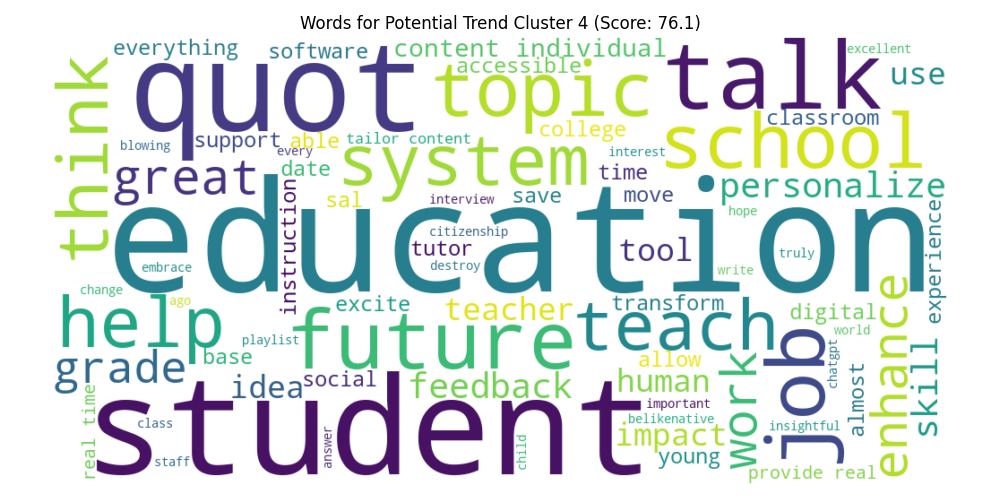 Words for Potential Trend Cluster 4 (Score: 76.1)
everything
software
content individual
excellent
think
quot
accessible
topic
talk
use
blowing
support
able
tailor content
college
classroom
every
system
interest
school
great
date
time
personalize
sal
interview
save
move
education
instruction
citizenship
hope
experienced
tutor
tool
embrace
destroy
write
truly
change
ago
excite
teacher
transform
digital
help
future
teach
world
playlist
base
job
enhance
grade
idea
social
feedback
allow
human
work
chatgpt
almost
skill
real time
student
important
class
belikenative
insightful
answer
impact
staff
child
young
provide real